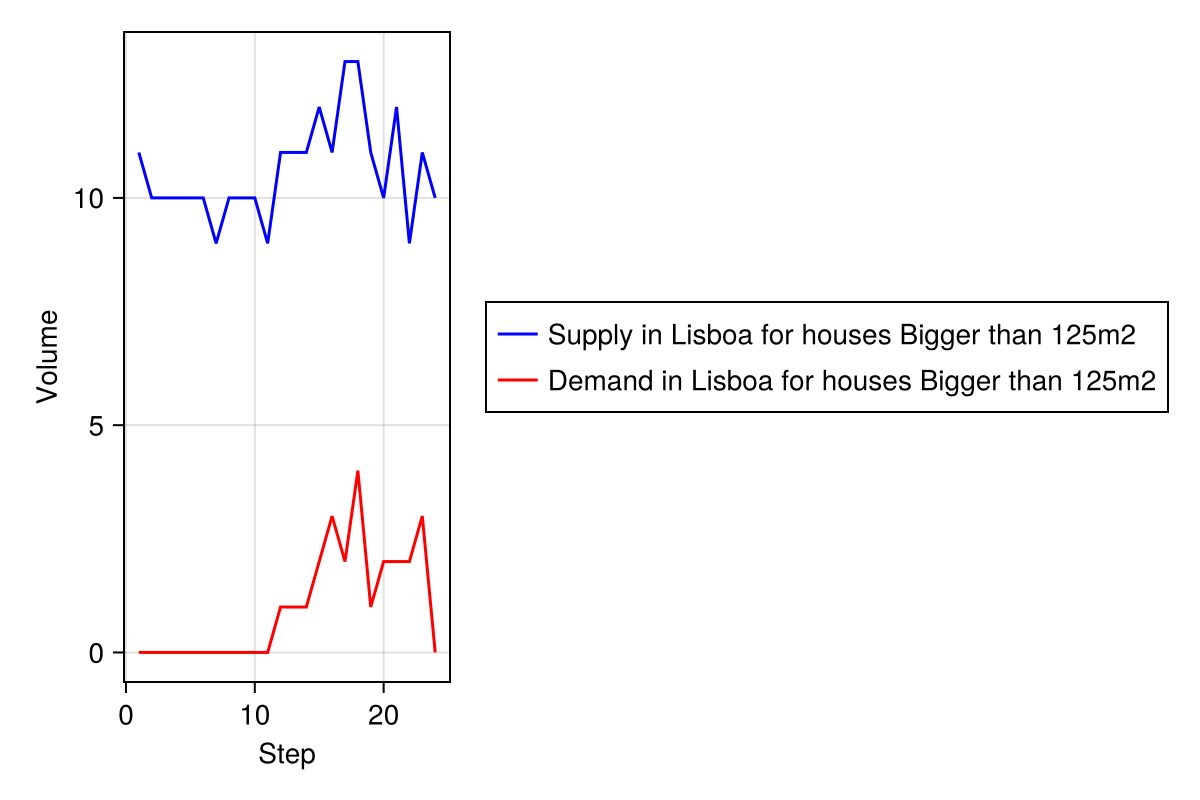 Volume
10
5
0
0 10 20
Step
Supply in Lisboa for houses Bigger than 125m2
Demand in Lisboa for houses Bigger than 125m2